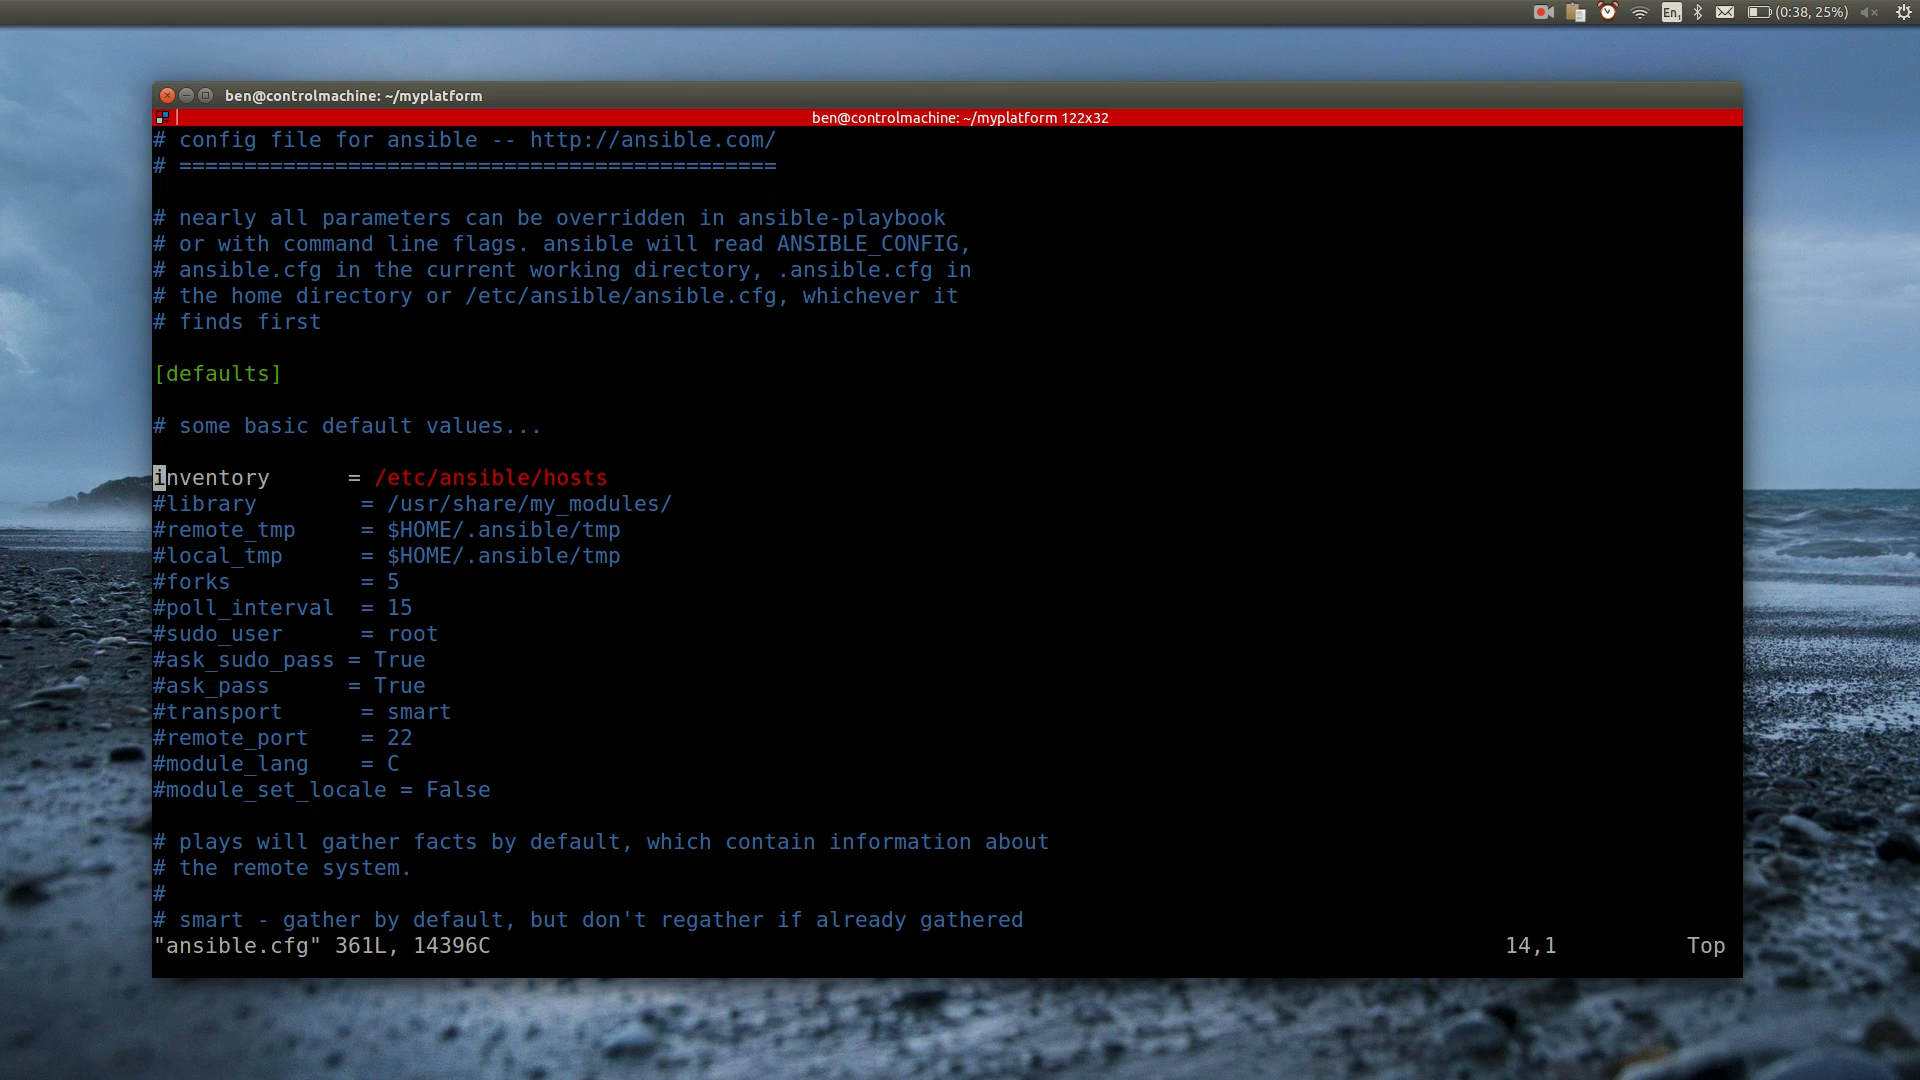 En₁ (0:38, 25%)
ben@controlmachine: ~/myplatform
ben@controlmachine: ~/myplatform 122x32
# config file for ansible -- http://ansible.com/
# ==============================================
# nearly all parameters can be overridden in ansible-playbook
# or with command line flags. ansible will read ANSIBLE_CONFIG,
# ansible.cfg in the current working directory, .ansible.cfg in
# the home directory or /etc/ansible/ansible.cfg, whichever it
# finds first
[defaults]
# some basic default values...
inventory      = /etc/ansible/hosts
#library        = /usr/share/my_modules/
#remote_tmp     = $HOME/.ansible/tmp
#local_tmp      = $HOME/.ansible/tmp
#forks          = 5
#poll_interval  = 15
#sudo_user      = root
#ask_sudo_pass = True
#ask_pass      = True
#transport      = smart
#remote_port    = 22
#module_lang    = C
#module_set_locale = False
# plays will gather facts by default, which contain information about
# the remote system.
#
# smart - gather by default, but don't regather if already gathered
"ansible.cfg" 361L, 14396C 14,1 Top